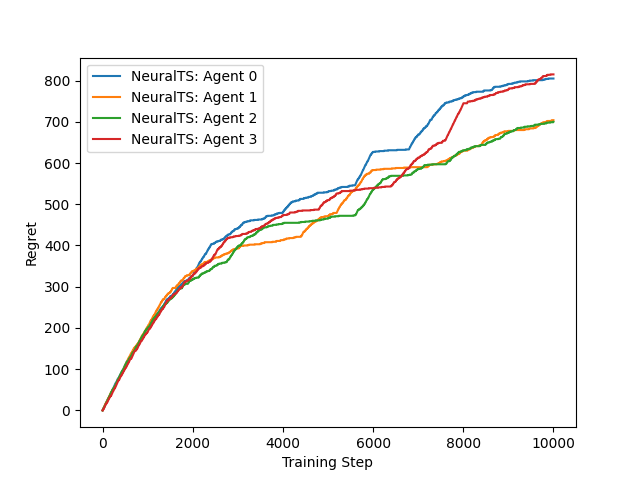 NeuralTS: Agent 0
NeuralTS: Agent 1
NeuralTS: Agent 2
NeuralTS: Agent 3
800
700
600
500
400
300
200
100
0
Regret
0 2000 4000 6000 8000 10000
Training Step